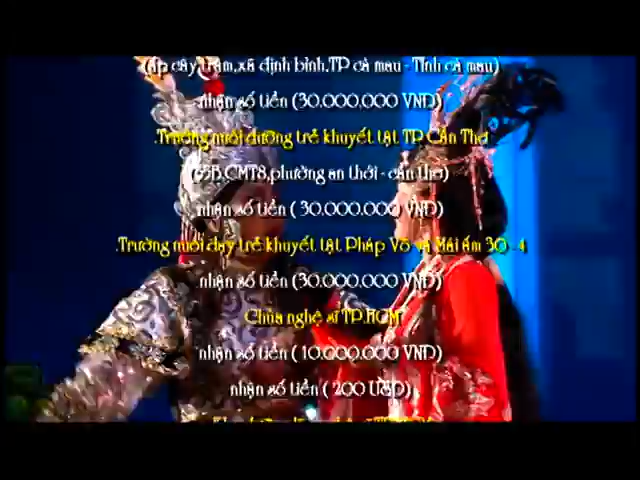 (ấp cây trâm,xã định bình,TP cà mau - Tỉnh cà mau)
nhận số tiền (30.000.000 VND)
.Trường nuôi dưỡng trẻ khuyết tật TP Cần Thơ
CMT8,phường an thới - cần thơ)
nhận số tiền ( 30.000.000 VND)
.Trường nuôi dạy trẻ khuyết tật Pháp Võ và Mái ấm 30 - 4
nhận số tiền (30.000.000 VND)
Chùa nghệ sĩ TP.HCM
nhận số tiền ( 10.000.000 VND)
nhận số tiền ( 200 USD)